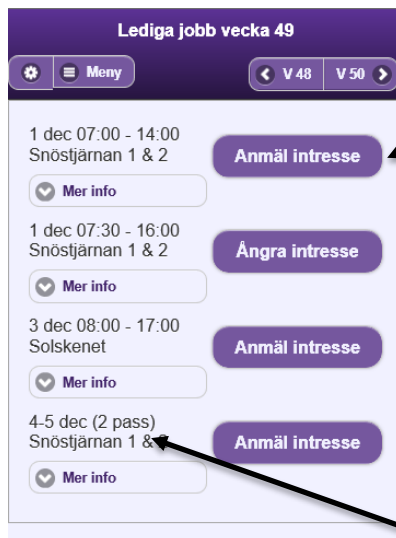 Lediga jobb vecka 49
Meny
V 48
V 50
1 dec 07:00 - 14:00
Snöstjärnan 1 & 2
Anmäl intresse
Mer info
1 dec 07:30 - 16:00
Snöstjärnan 1 & 2
Ångra intresse
Mer info
3 dec 08:00 - 17:00
Solskenet
Anmäl intresse
Mer info
4-5 dec (2 pass)
Snöstjärnan 1 &
Anmäl intresse
Mer info